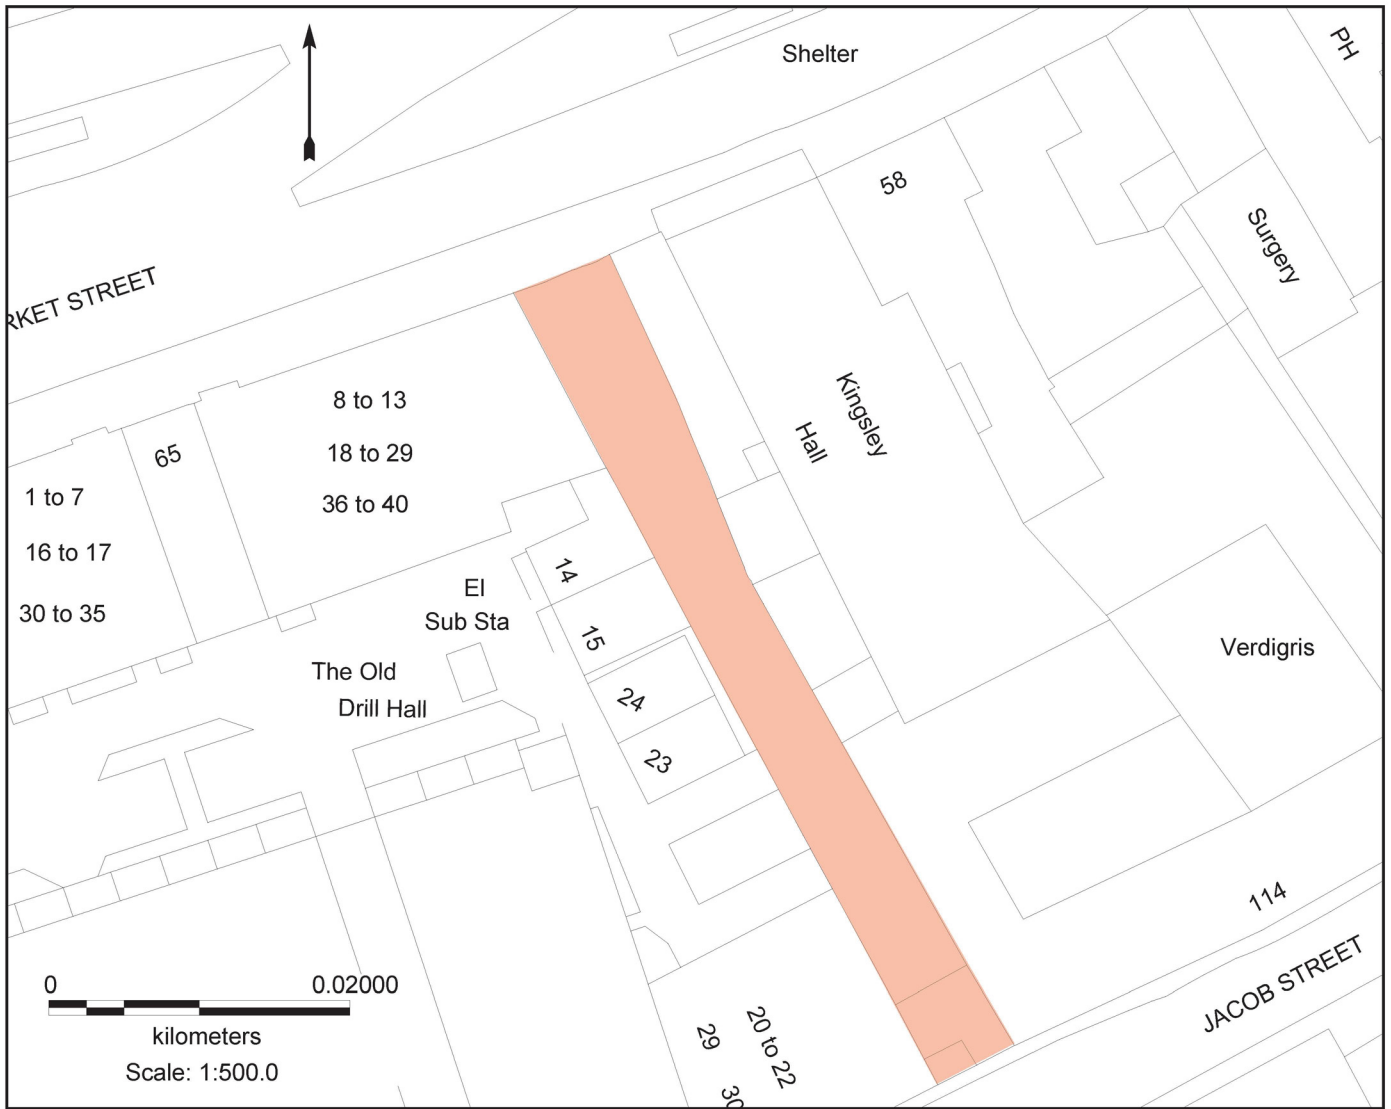 PH
Shelter
58
Surgery
RKET STREET
8 to 13
18 to 29
36 to 40
65
Kingsley
Hall
1 to 7
16 to 17
30 to 35
14
El
Sub Sta
15
The Old
Drill Hall
24
23
Verdigris
114
JACOB STREET
0 0.02000
kilometers
Scale: 1:500.0
29
20 to 22
30